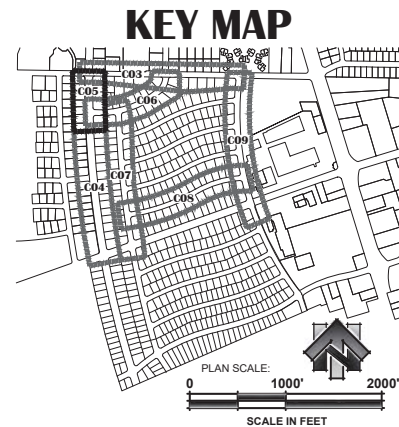 KEY MAP
C03
C05
C06
C09
C07
C04
C08
N
PLAN SCALE:
0 1000' 2000'
SCALE IN FEET